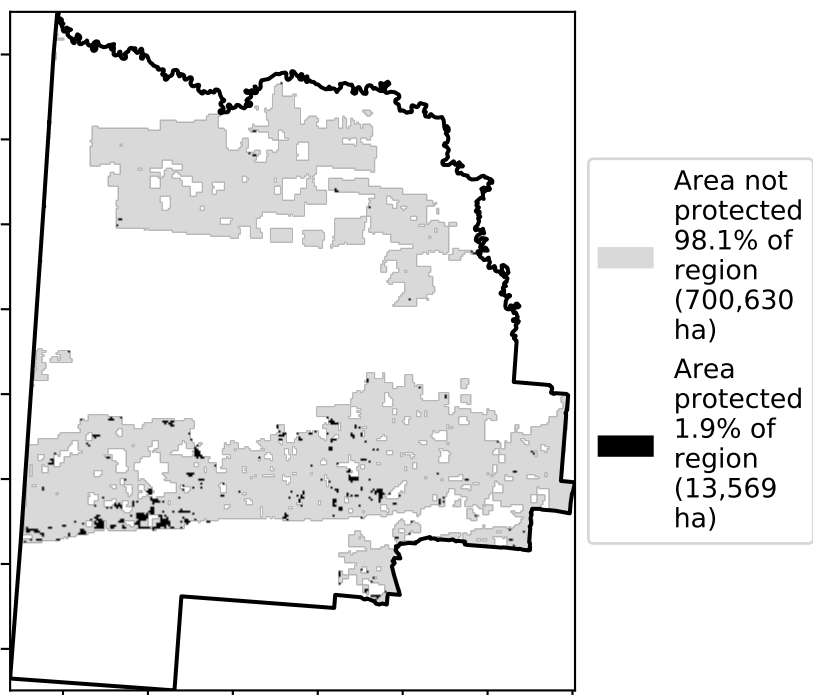 Area not
protected
98.1% of
region
(700,630
ha)
Area
protected
1.9% of
region
(13,569
ha)